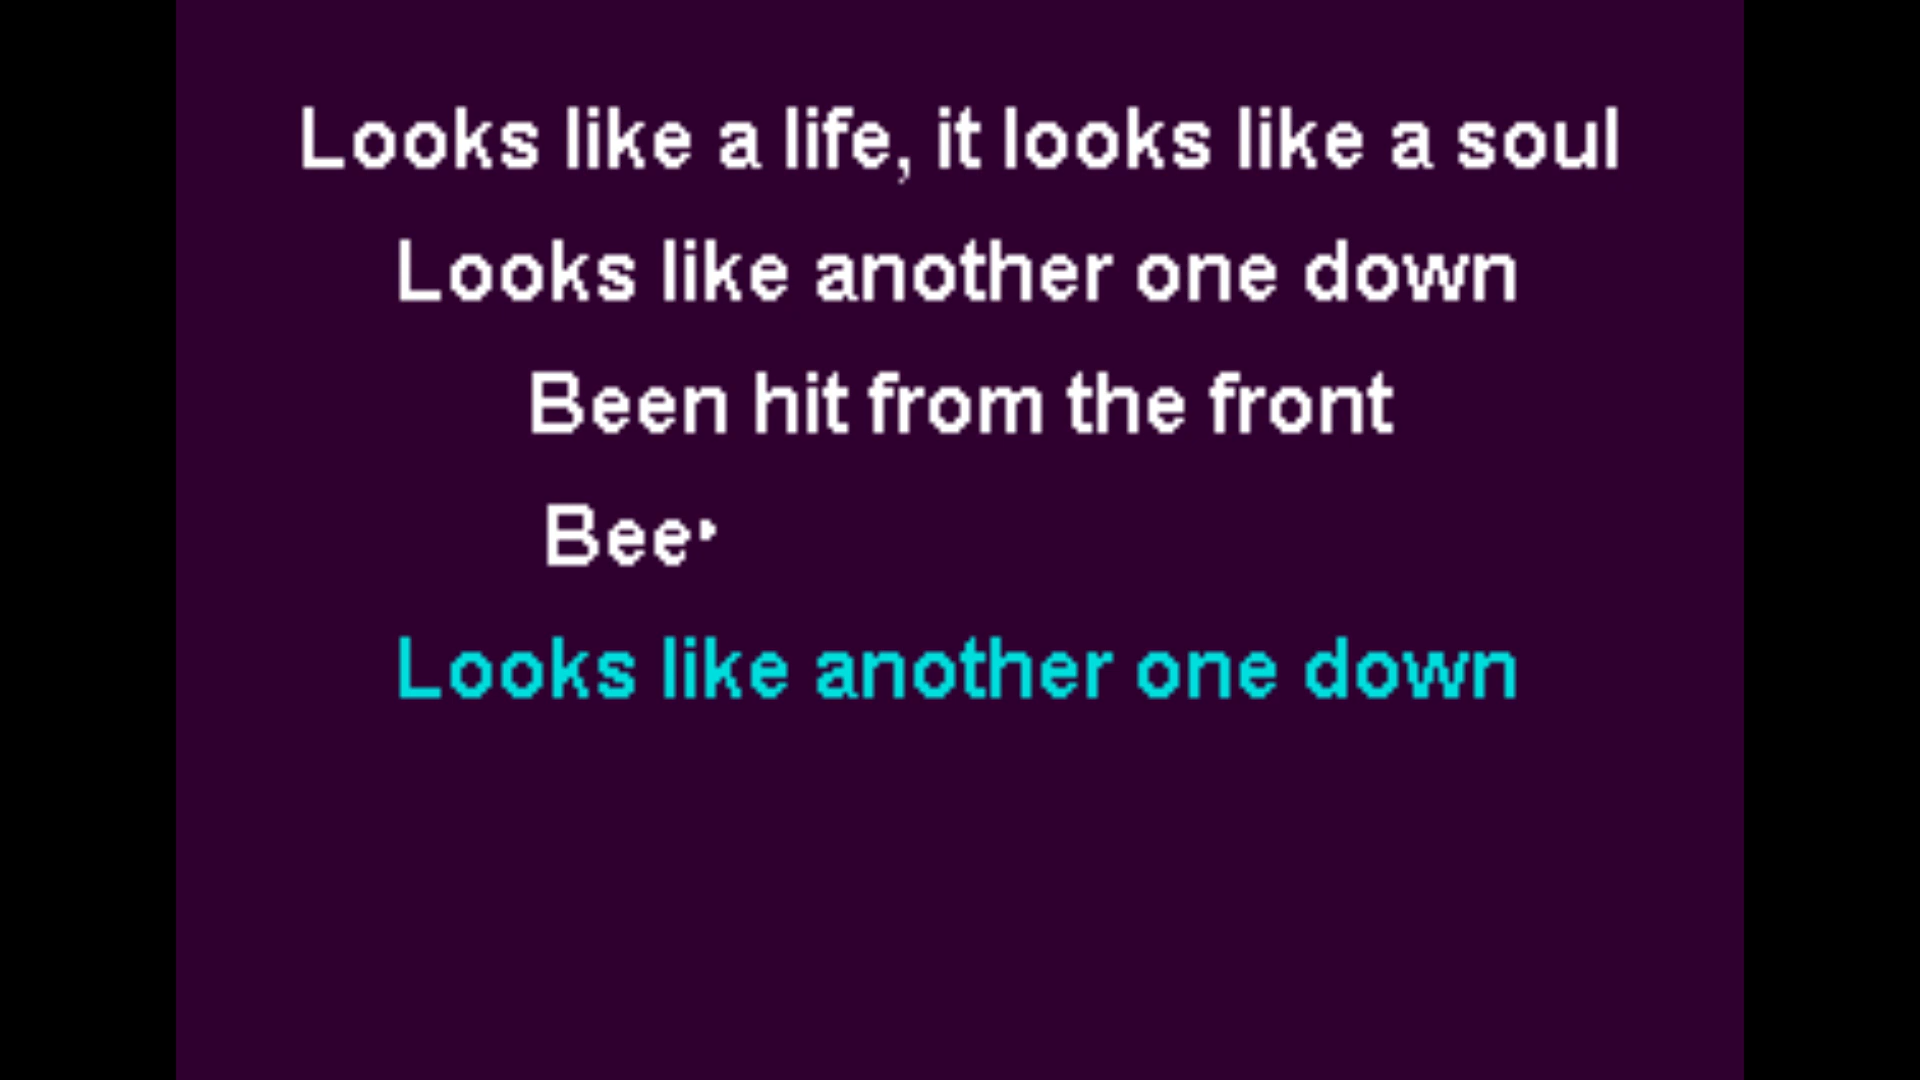 Looks like a life, it looks like a soul
Looks like another one down
Been hit from the front
Bee
Looks like another one down